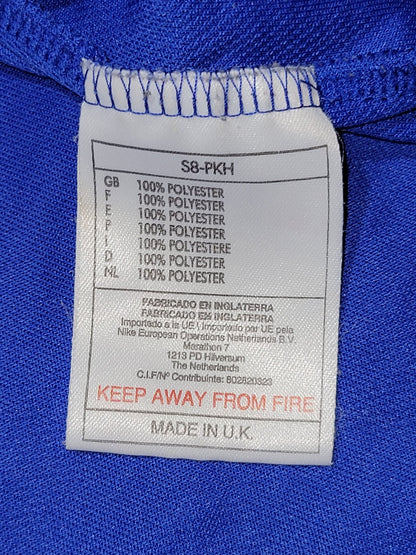 S8-PKH
GB 100% POLYESTER
F 100% POLYESTER
E 100% POLYESTER
P 100% POLYESTER
I 100% POLIESTERE
D 100% POLYESTER
NL 100% POLYESTER
FABRICADO EN INGLATERRA
FABRICADO EM INGLATERRA
Importado a la UE \ Importado por UE pela
Nike European Operations Netherlands B.V.
Marathon 7
1213 PD Hilversum
The Netherlands
C.I.F/Nº Contribuinte: 802820323
KEEP AWAY FROM FIRE
MADE IN U.K.